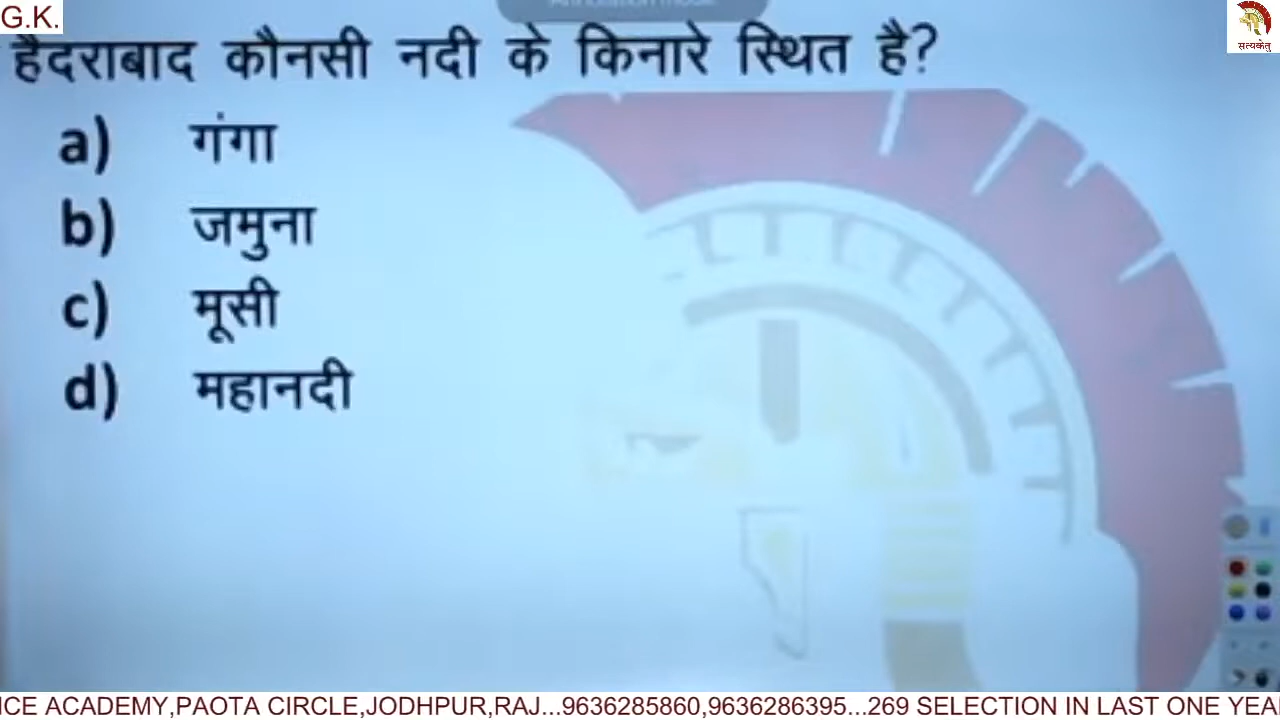 G.K.
सत्यकेतु
हैदराबाद कौनसी नदी के किनारे स्थित है?
a) गंगा
b) जमुना
c) मूसी
d) महानदी
ICE ACADEMY,PAOTA CIRCLE,JODHPUR,RAJ...9636285860,9636286395...269 SELECTION IN LAST ONE YEA